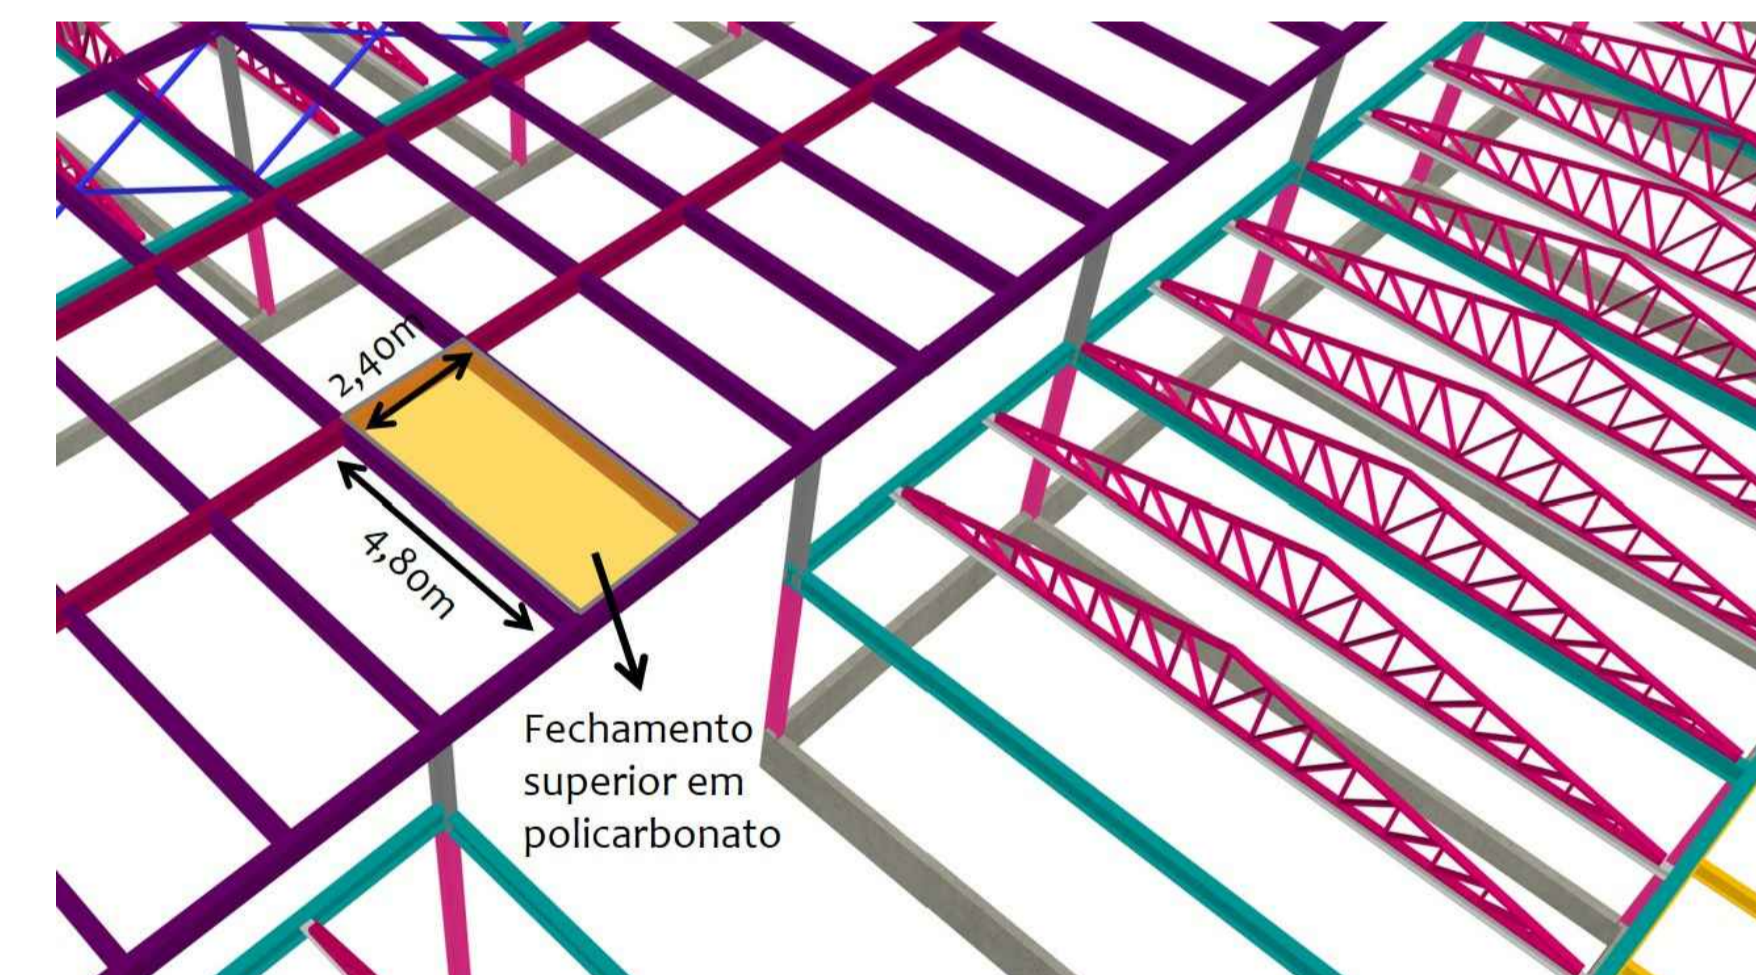 2,40m
4,80m
Fechamento
superior em
policarbonato